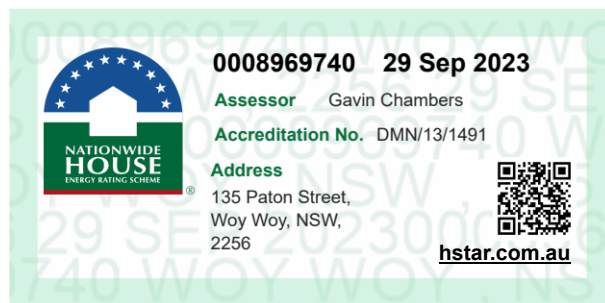 0008969740 29 Sep 2023
Assessor Gavin Chambers
Accreditation No. DMN/13/1491
Address
135 Paton Street,
Woy Woy, NSW,
2256
hstar.com.au
NATIONWIDE
HOUSE
ENERGY RATING SCHEME
®